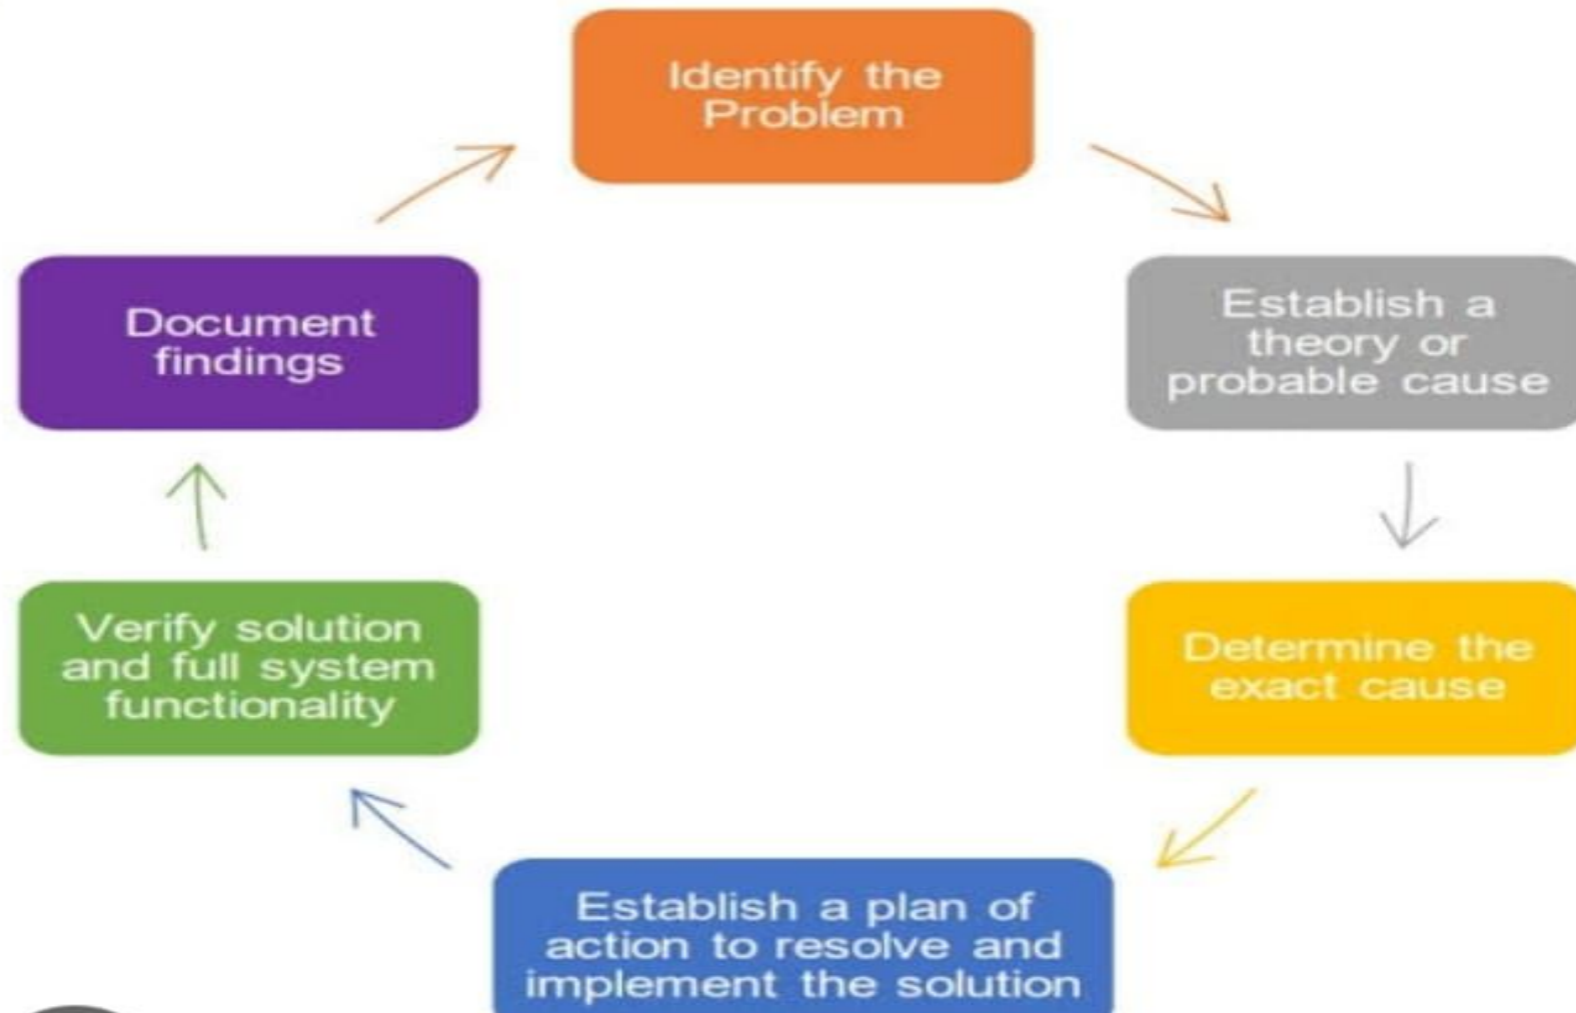 Identify the
Problem
Establish a
theory or
probable cause
Determine the
exact cause
Establish a plan of
action to resolve and
implement the solution
Verify solution
and full system
functionality
Document
findings